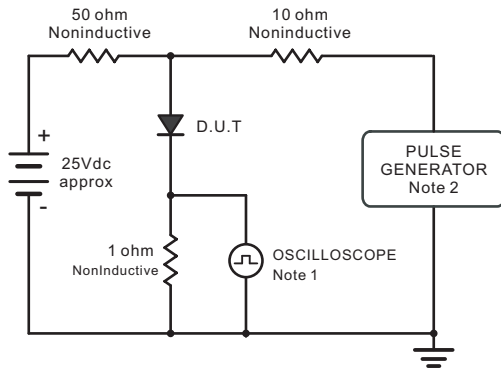 50 ohm
Noninductive
10 ohm
Noninductive
D.U.T
+
25Vdc
approx
-
PULSE
GENERATOR
Note 2
1 ohm
NonInductive
OSCILLOSCOPE
Note 1